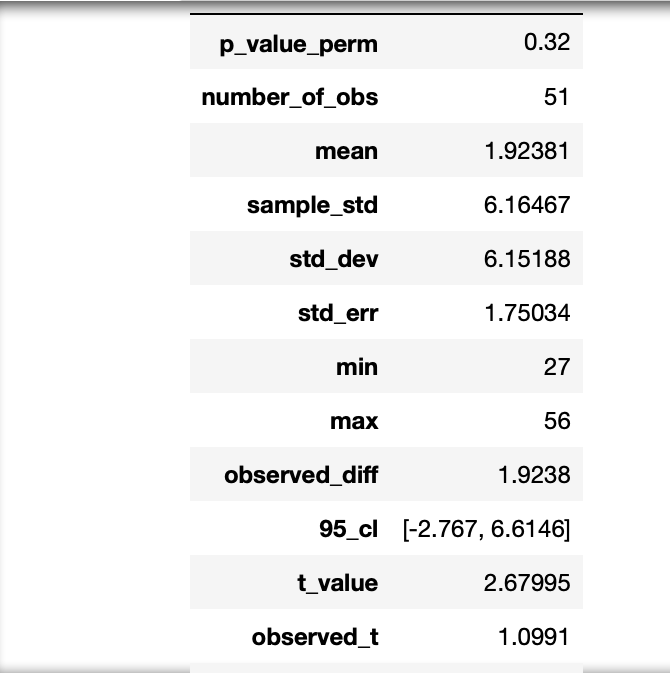 p_value_perm 0.32
number_of_obs 51
mean 1.92381
sample_std 6.16467
std_dev 6.15188
std_err 1.75034
min 27
max 56
observed_diff 1.9238
95_cl [-2.767, 6.6146]
t_value 2.67995
observed_t 1.0991